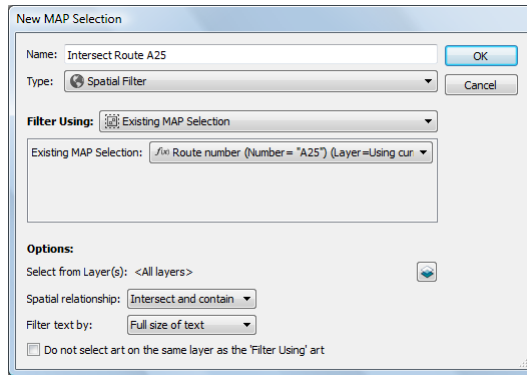 New MAP Selection
Name: Intersect Route A25 OK
Type: Spatial Filter Cancel
Filter Using: Existing MAP Selection
Existing MAP Selection: f(x) Route number (Number= "A25") (Layer=Using cur
Options:
Select from Layer(s): <All layers>
Spatial relationship: Intersect and contain
Filter text by: Full size of text
Do not select art on the same layer as the 'Filter Using' art